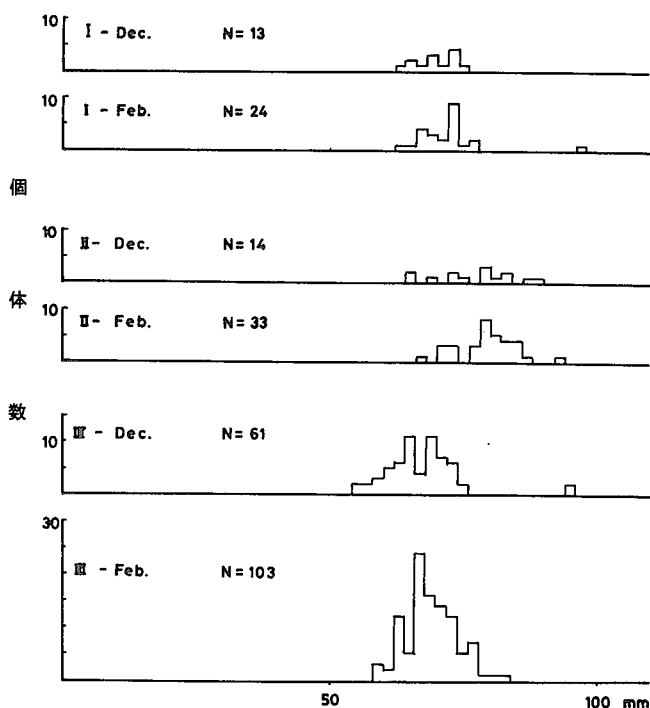 10
I - Dec. N= 13
10
I - Feb. N= 24
個
10
II- Dec. N= 14
体
10
II- Feb. N= 33
数
10
III - Dec. N= 61
30
III - Feb. N= 103
50 100 mm